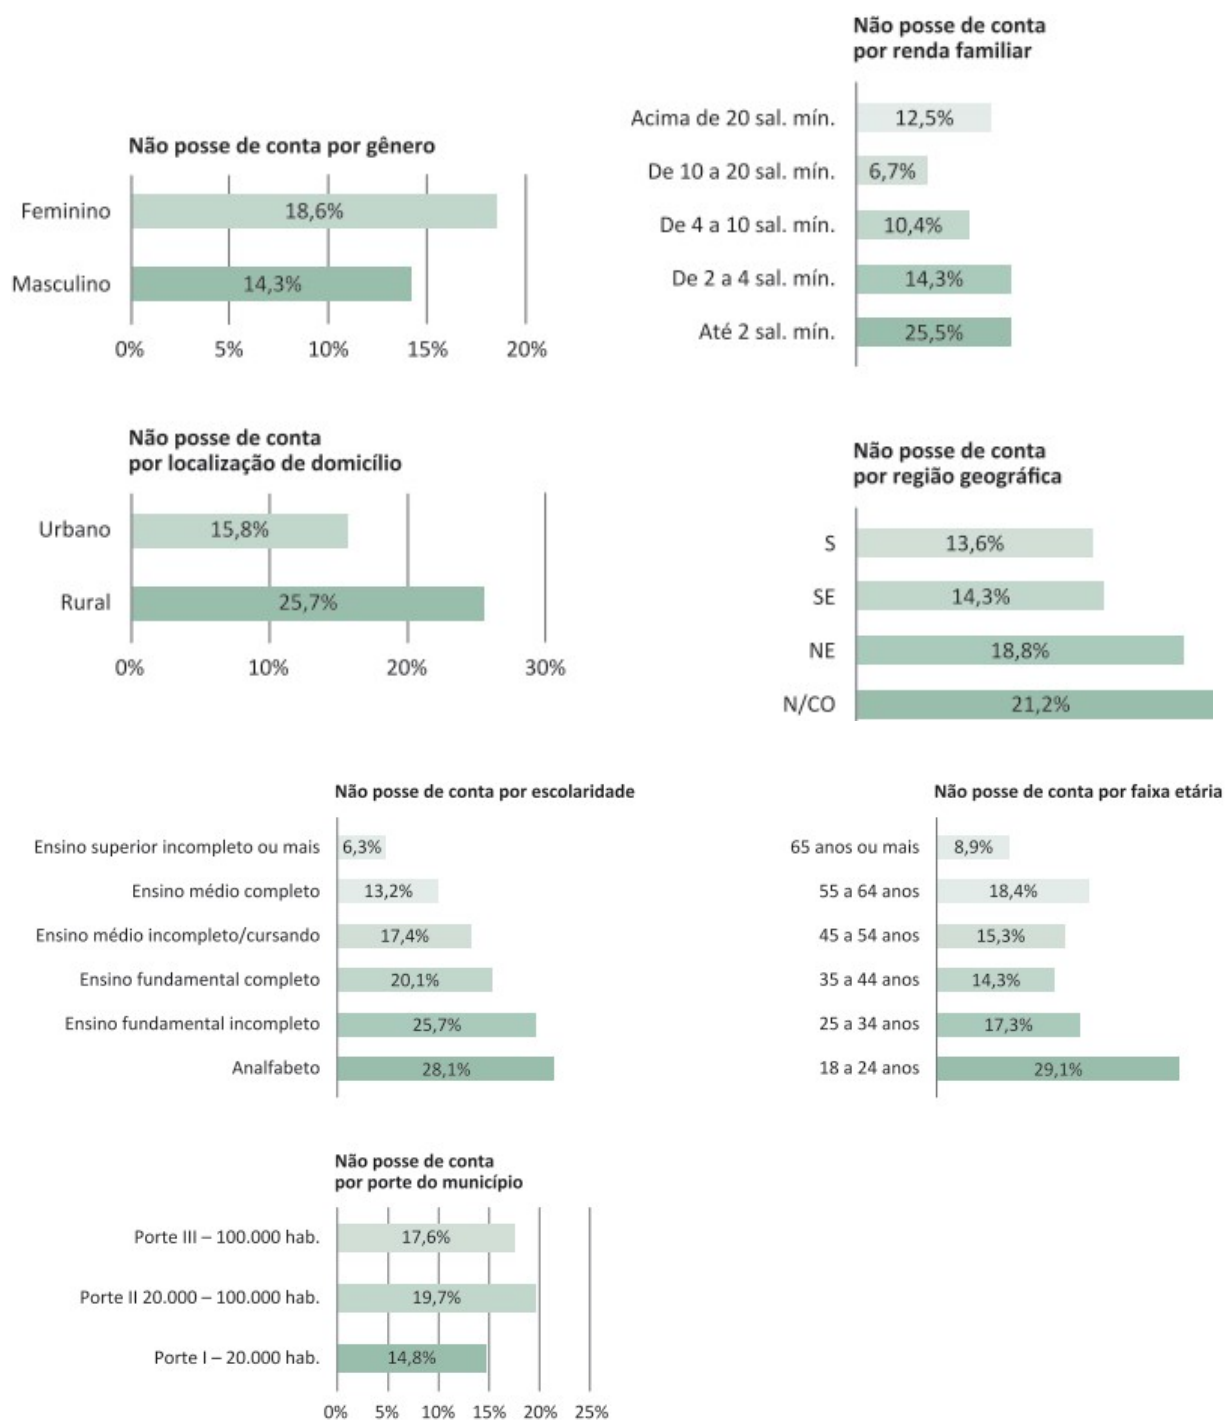 Não posse de conta por gênero
Feminino 18,6%
Masculino 14,3%
0% 5% 10% 15% 20%
Não posse de conta
por renda familiar
Acima de 20 sal. mín. 12,5%
De 10 a 20 sal. mín. 6,7%
De 4 a 10 sal. mín. 10,4%
De 2 a 4 sal. mín. 14,3%
Até 2 sal. mín. 25,5%
Não posse de conta
por localização de domicílio
Urbano 15,8%
Rural 25,7%
0% 10% 20% 30%
Não posse de conta
por região geográfica
S 13,6%
SE 14,3%
NE 18,8%
N/CO 21,2%
Não posse de conta por escolaridade
Ensino superior incompleto ou mais 6,3%
Ensino médio completo 13,2%
Ensino médio incompleto/cursando 17,4%
Ensino fundamental completo 20,1%
Ensino fundamental incompleto 25,7%
Analfabeto 28,1%
Não posse de conta por faixa etária
65 anos ou mais 8,9%
55 a 64 anos 18,4%
45 a 54 anos 15,3%
35 a 44 anos 14,3%
25 a 34 anos 17,3%
18 a 24 anos 29,1%
Não posse de conta
por porte do município
Porte III – 100.000 hab. 17,6%
Porte II 20.000 – 100.000 hab. 19,7%
Porte I – 20.000 hab. 14,8%
0% 5% 10% 15% 20% 25%